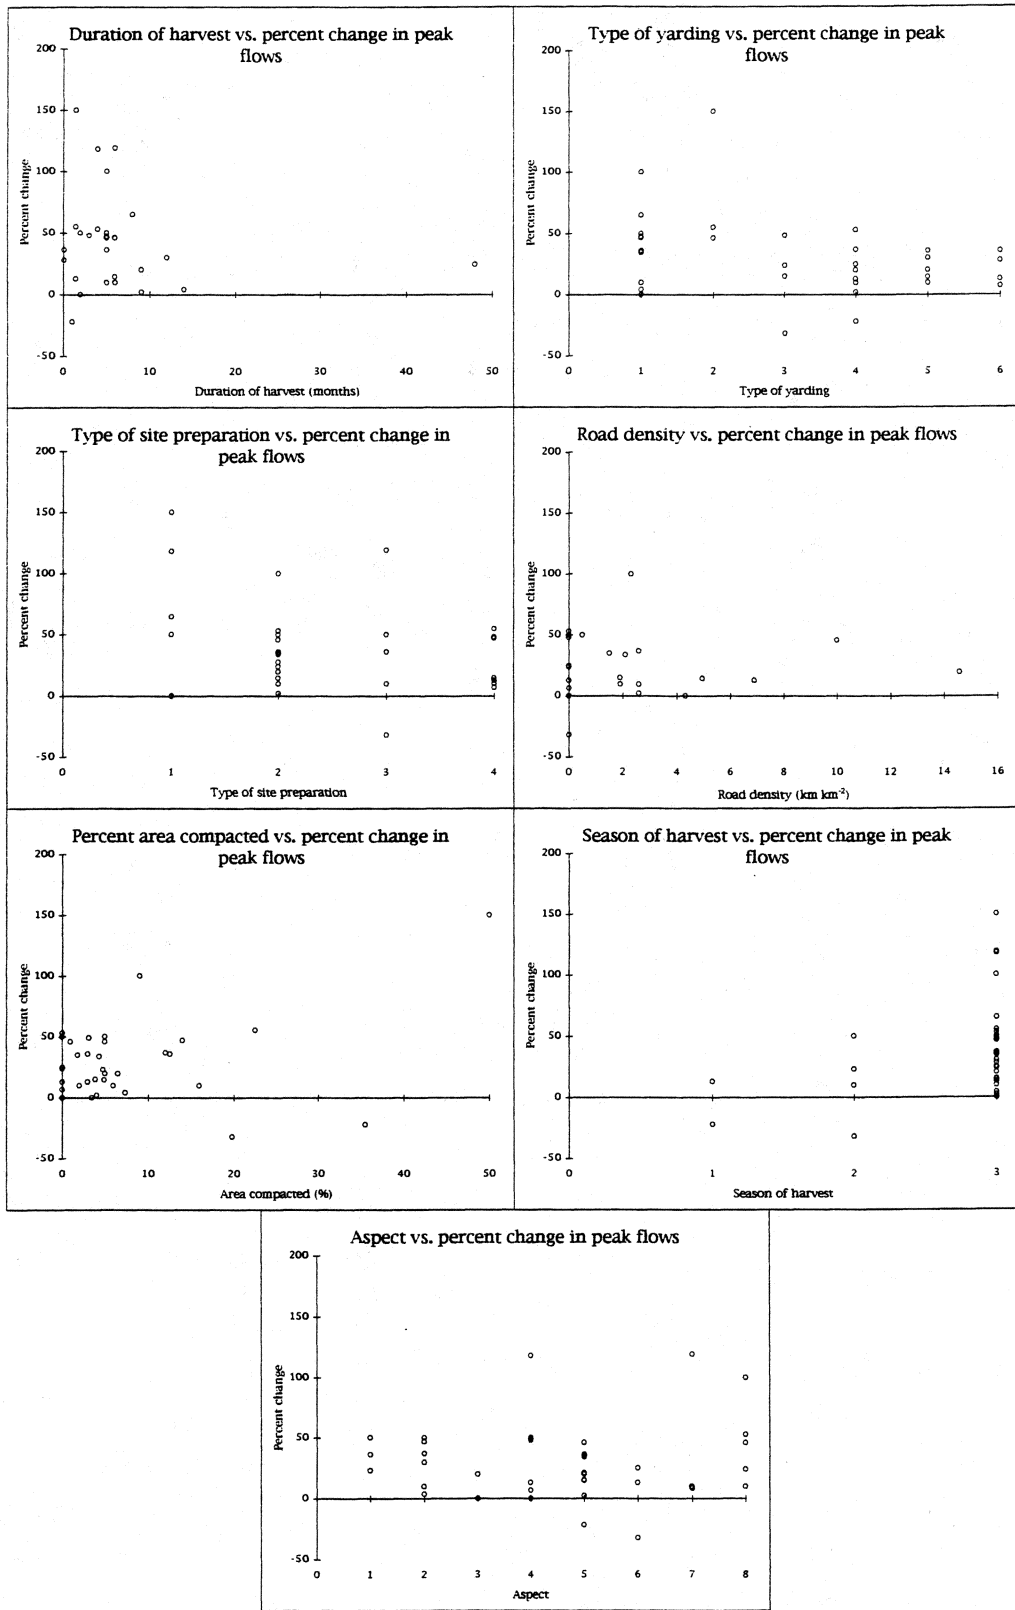 Duration of harvest vs. percent change in peak
flows
200
150
100
50
0
-50
Percent change
0 10 20 30 40 50
Duration of harvest (months)
Type of yarding vs. percent change in peak
flows
200
150
100
50
0
-50
Percent change
0 1 2 3 4 5 6
Type of yarding
Type of site preparation vs. percent change in
peak flows
200
150
100
50
0
-50
Percent change
0 1 2 3 4
Type of site preparation
Road density vs. percent change in peak flows
200
150
100
50
0
-50
Percent change
0 2 4 6 8 10 12 14 16
Road density (km km⁻²)
Percent area compacted vs. percent change in
peak flows
200
150
100
50
0
-50
Percent change
0 10 20 30 40 50
Area compacted (%)
Season of harvest vs. percent change in peak
flows
200
150
100
50
0
-50
Percent change
0 1 2 3
Season of harvest
Aspect vs. percent change in peak flows
200
150
100
50
0
-50
Percent change
0 1 2 3 4 5 6 7 8
Aspect